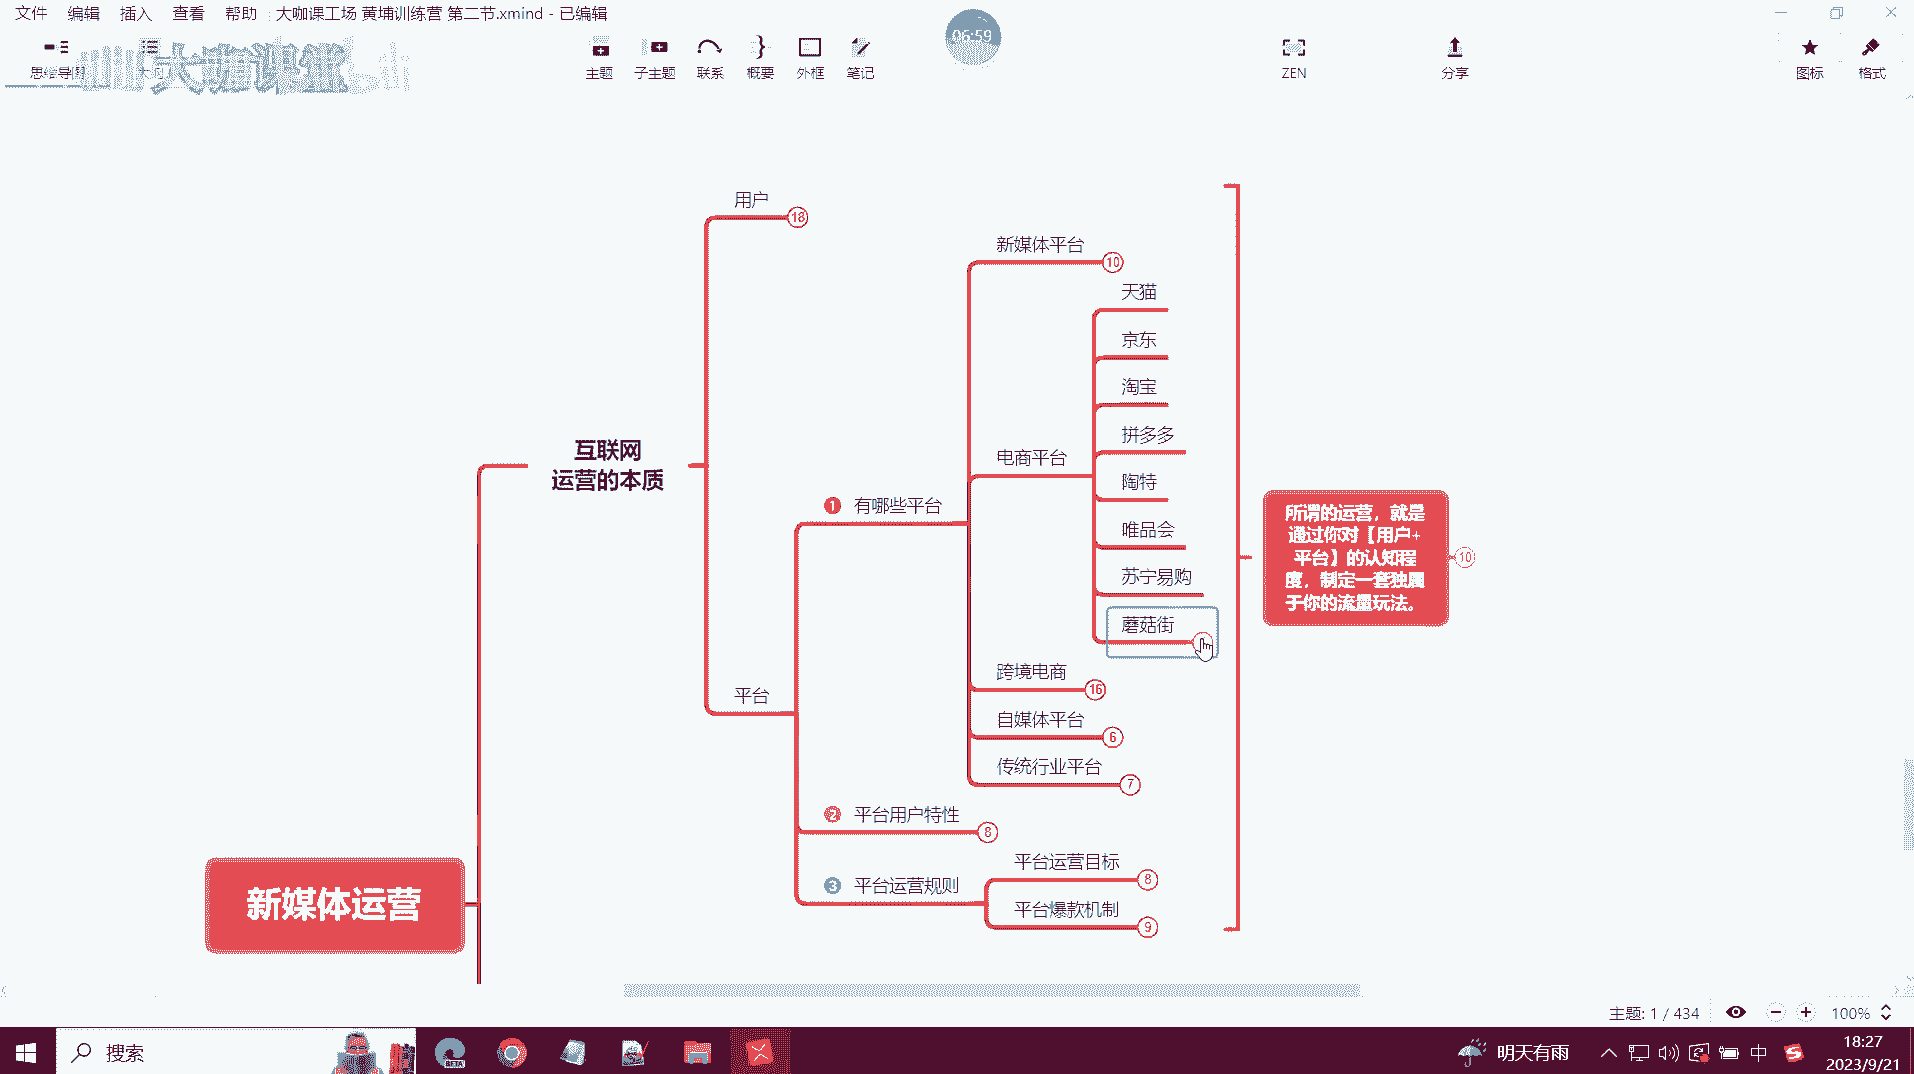 文件 编辑 插入 查看 帮助 大咖课工场 黄埔训练营 第二节.xmind - 已编辑
06:59
思维导图
大咖课堂
主题 子主题 联系 概要 外框 笔记 ZEN 分享 图标 格式
用户 18
新媒体平台 10
天猫
京东
淘宝
拼多多
电商平台
陶特
唯品会
苏宁易购
蘑菇街
互联网
运营的本质
1 有哪些平台
所谓的运营，就是
通过你对【用户+
平台】的认知程
度，制定一套独属
于你的流量玩法。
10
跨境电商 16
平台
自媒体平台 6
传统行业平台 7
2 平台用户特性 8
平台运营目标 8
3 平台运营规则
平台爆款机制 9
新媒体运营
主题: 1 / 434 100%
搜索
BETA
明天有雨
中
18:27
2023/9/21